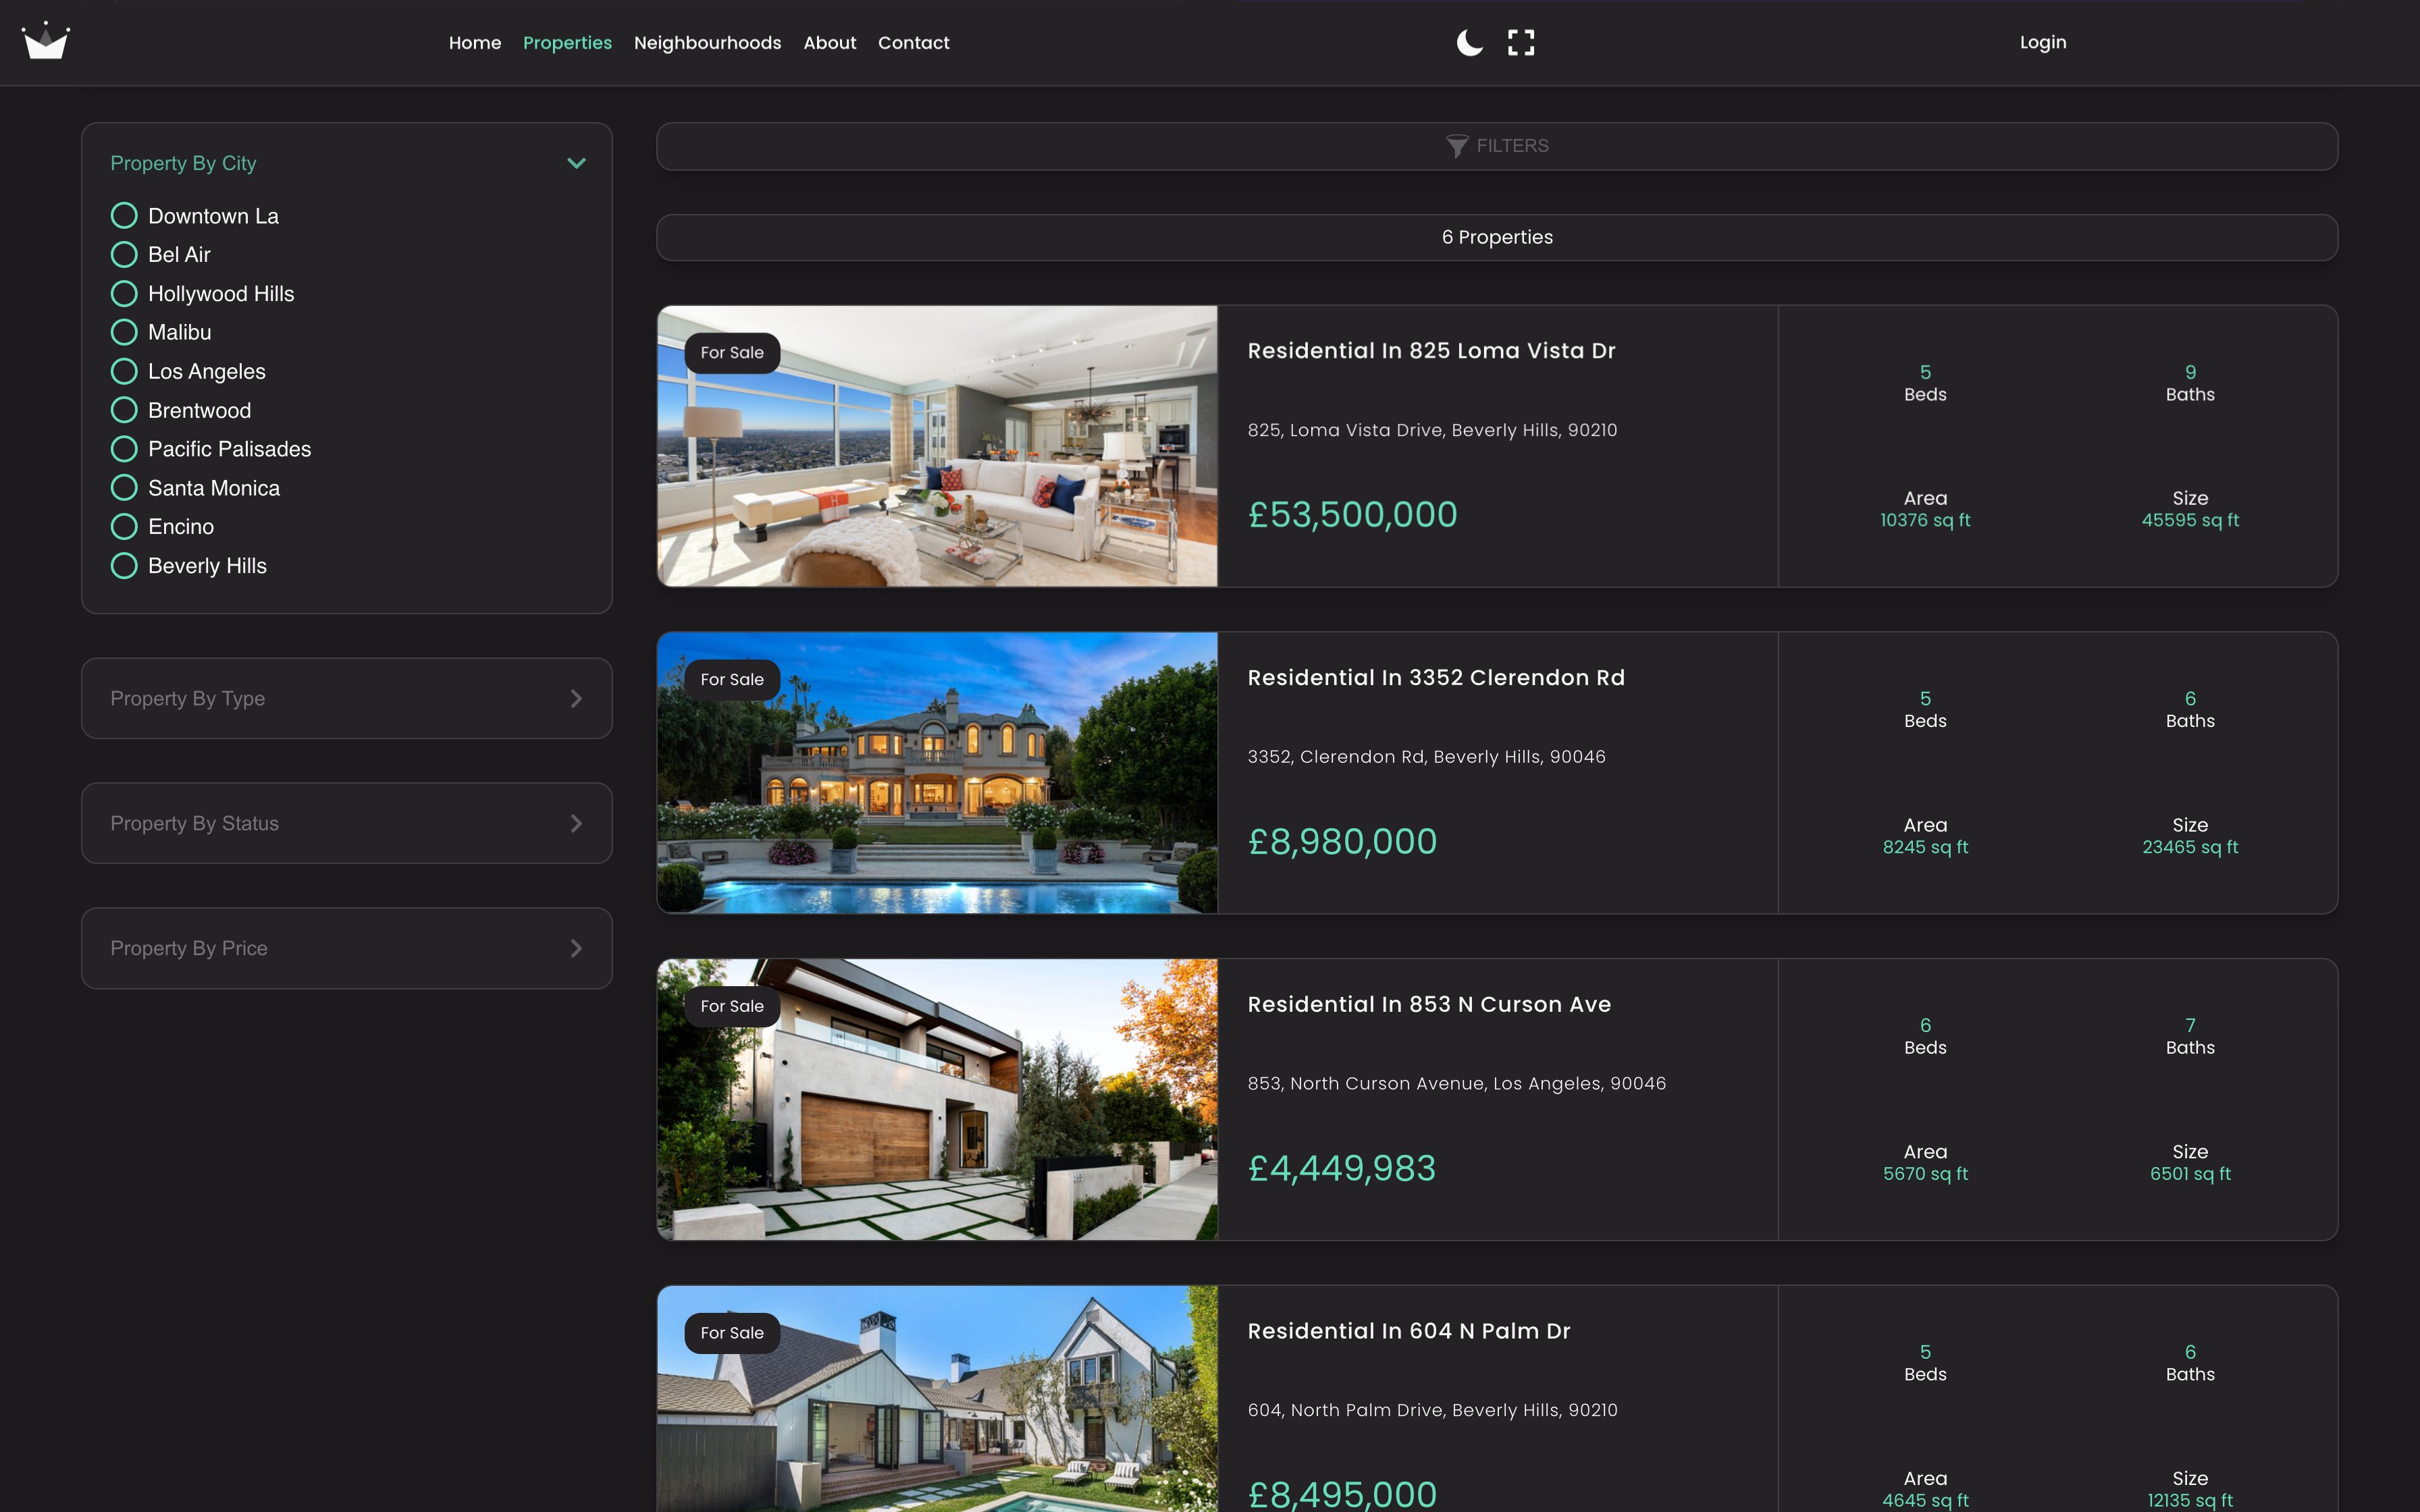 Home Properties Neighbourhoods About Contact
Login
Property By City
Downtown La
Bel Air
Hollywood Hills
Malibu
Los Angeles
Brentwood
Pacific Palisades
Santa Monica
Encino
Beverly Hills
Property By Type
Property By Status
Property By Price
FILTERS
6 Properties
For Sale
Residential In 825 Loma Vista Dr
825, Loma Vista Drive, Beverly Hills, 90210
£53,500,000
5
Beds
9
Baths
Area
10376 sq ft
Size
45595 sq ft
For Sale
Residential In 3352 Clerendon Rd
3352, Clerendon Rd, Beverly Hills, 90046
£8,980,000
5
Beds
6
Baths
Area
8245 sq ft
Size
23465 sq ft
For Sale
Residential In 853 N Curson Ave
853, North Curson Avenue, Los Angeles, 90046
£4,449,983
6
Beds
7
Baths
Area
5670 sq ft
Size
6501 sq ft
For Sale
Residential In 604 N Palm Dr
604, North Palm Drive, Beverly Hills, 90210
£8,495,000
5
Beds
6
Baths
Area
4645 sq ft
Size
12135 sq ft